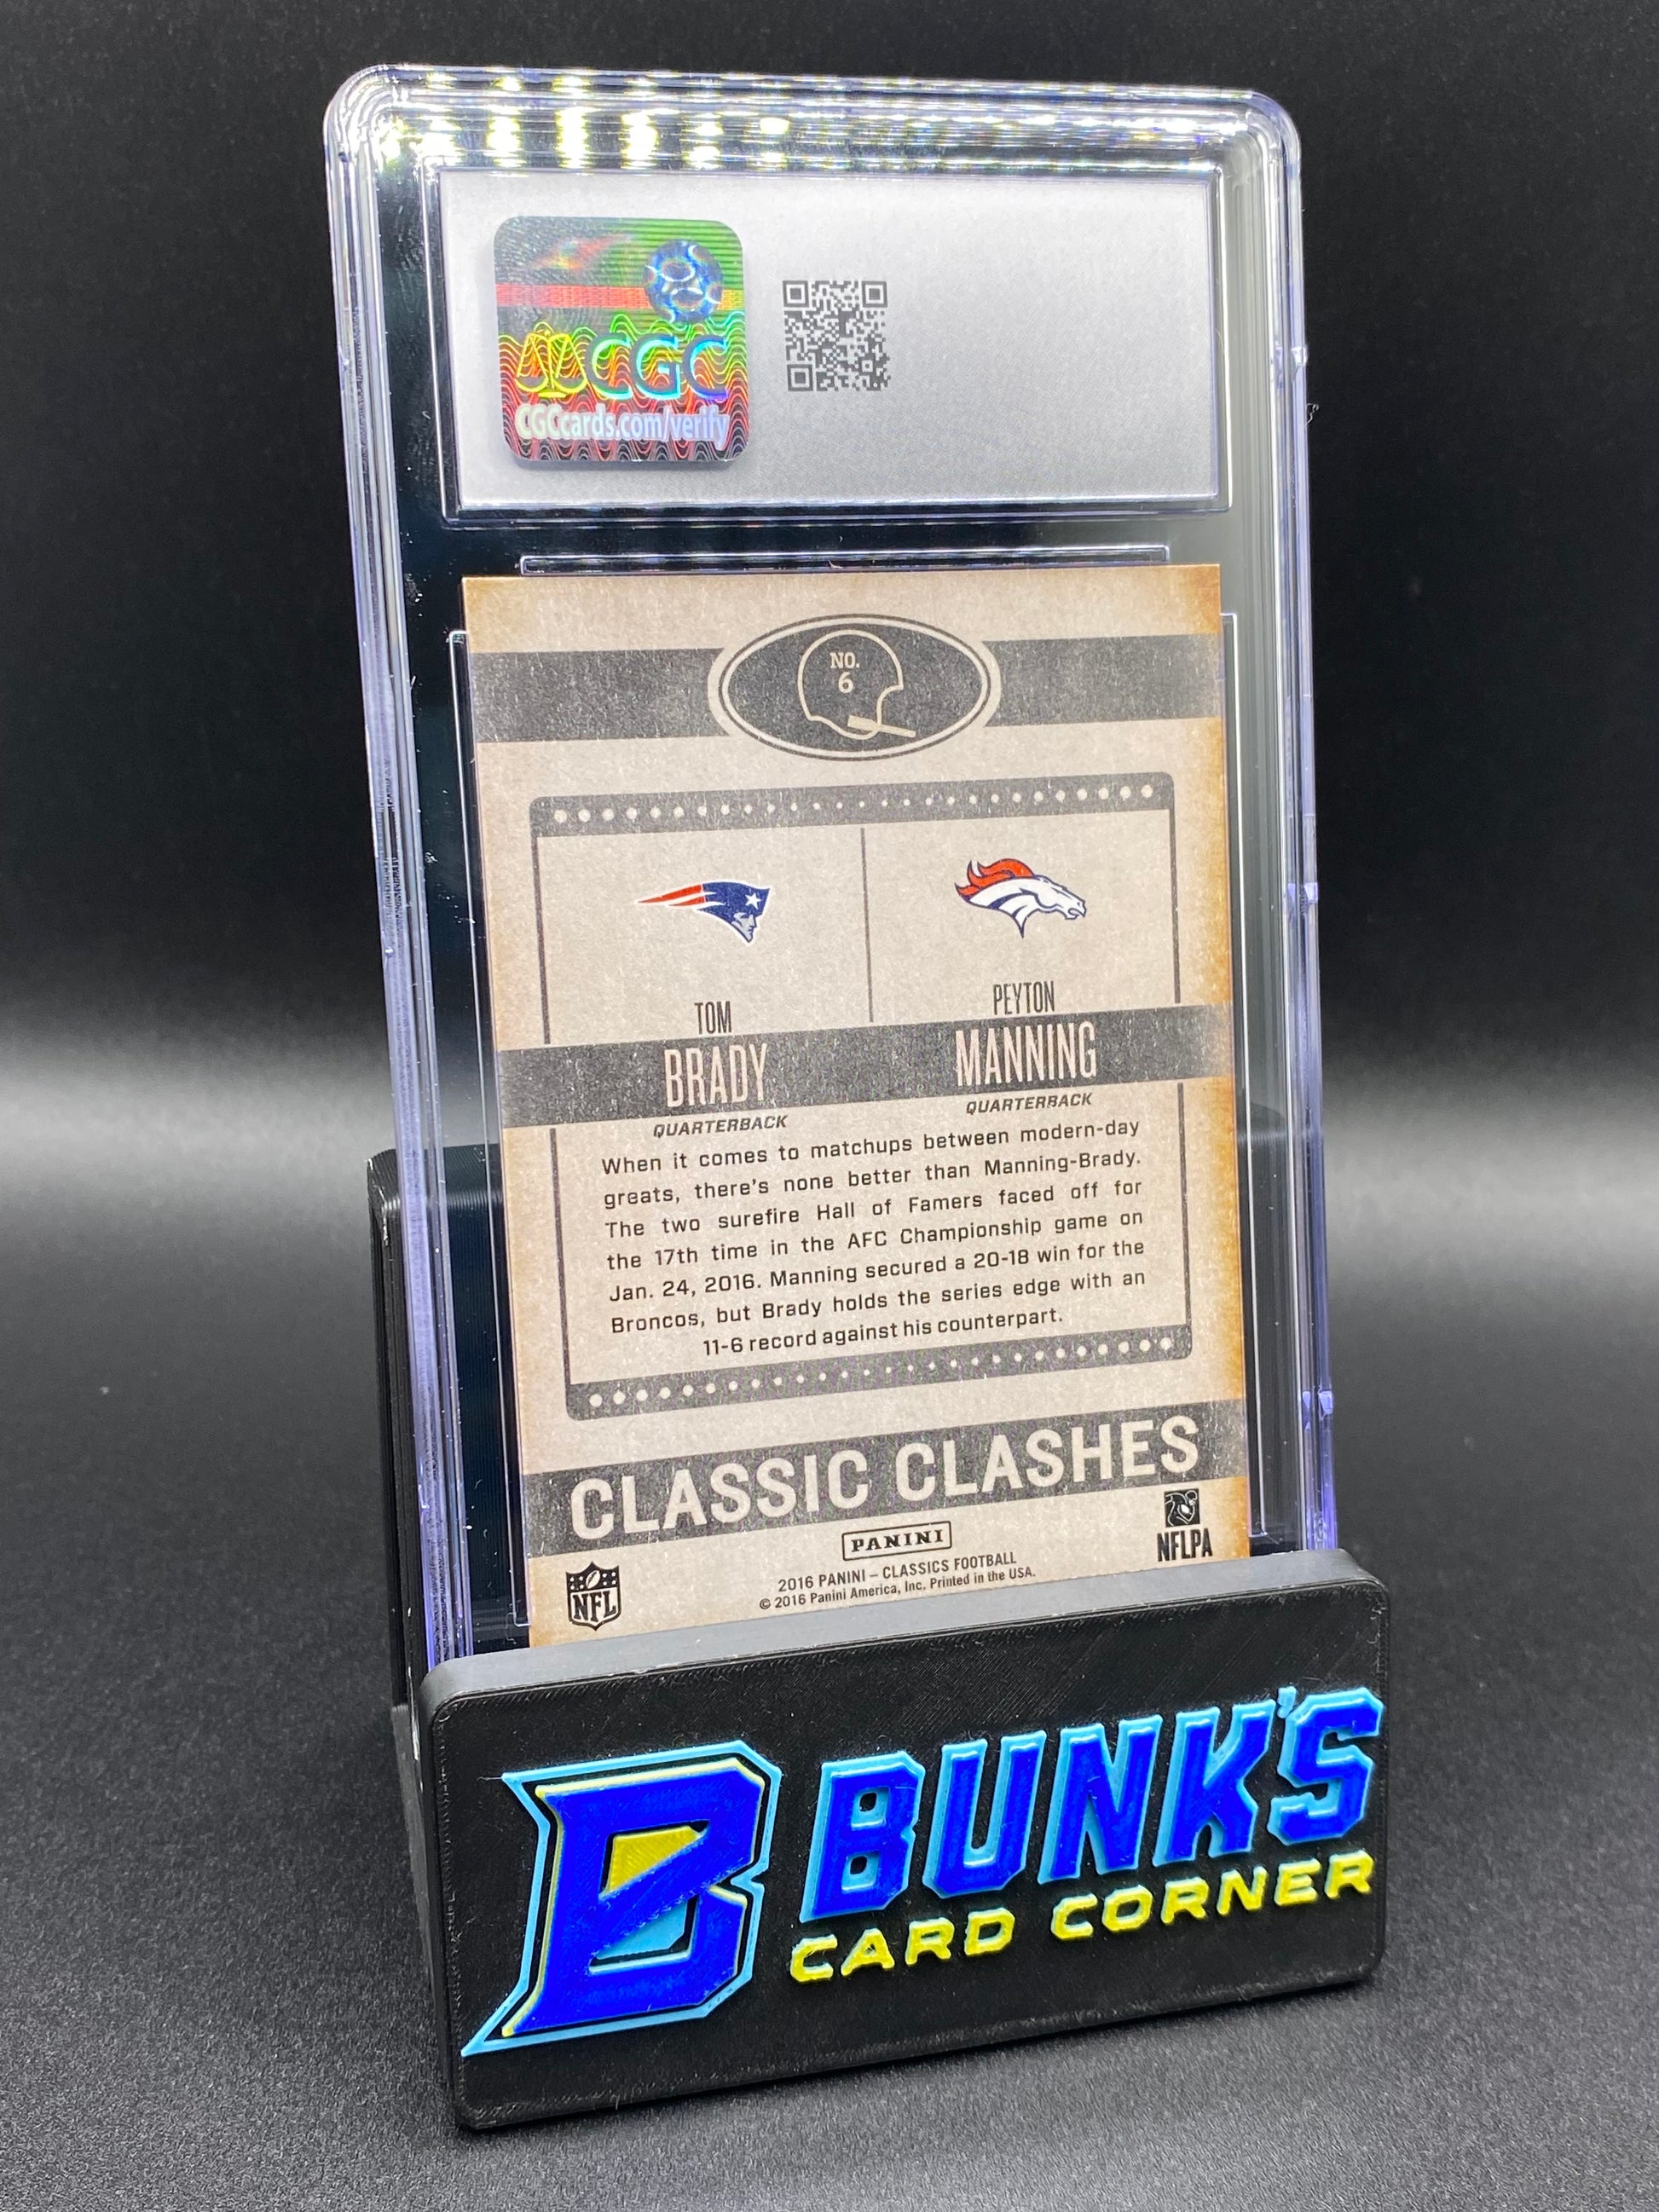 CGC
CGCcards.com/verify
NO.
6
TOM
BRADY
QUARTERBACK
PEYTON
MANNING
QUARTERBACK
When it comes to matchups between modern-day
greats, there's none better than Manning-Brady.
The two surefire Hall of Famers faced off for
the 17th time in the AFC Championship game on
Jan. 24, 2016. Manning secured a 20-18 win for the
Broncos, but Brady holds the series edge with an
11-6 record against his counterpart.
CLASSIC CLASHES
PANINI
NFL
2016 PANINI – CLASSICS FOOTBALL
© 2016 Panini America, Inc. Printed in the USA.
NFLPA
B
BUNK'S
CARD CORNER